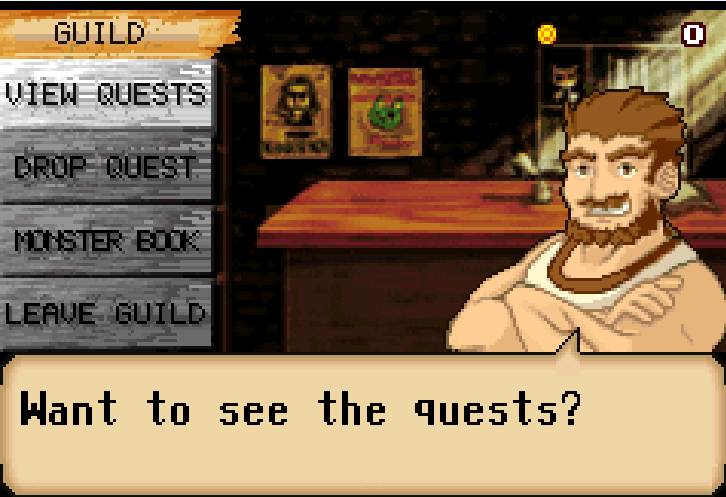 GUILD
0
VIEW QUESTS
DROP QUEST
MONSTER BOOK
LEAVE GUILD
Want to see the quests?